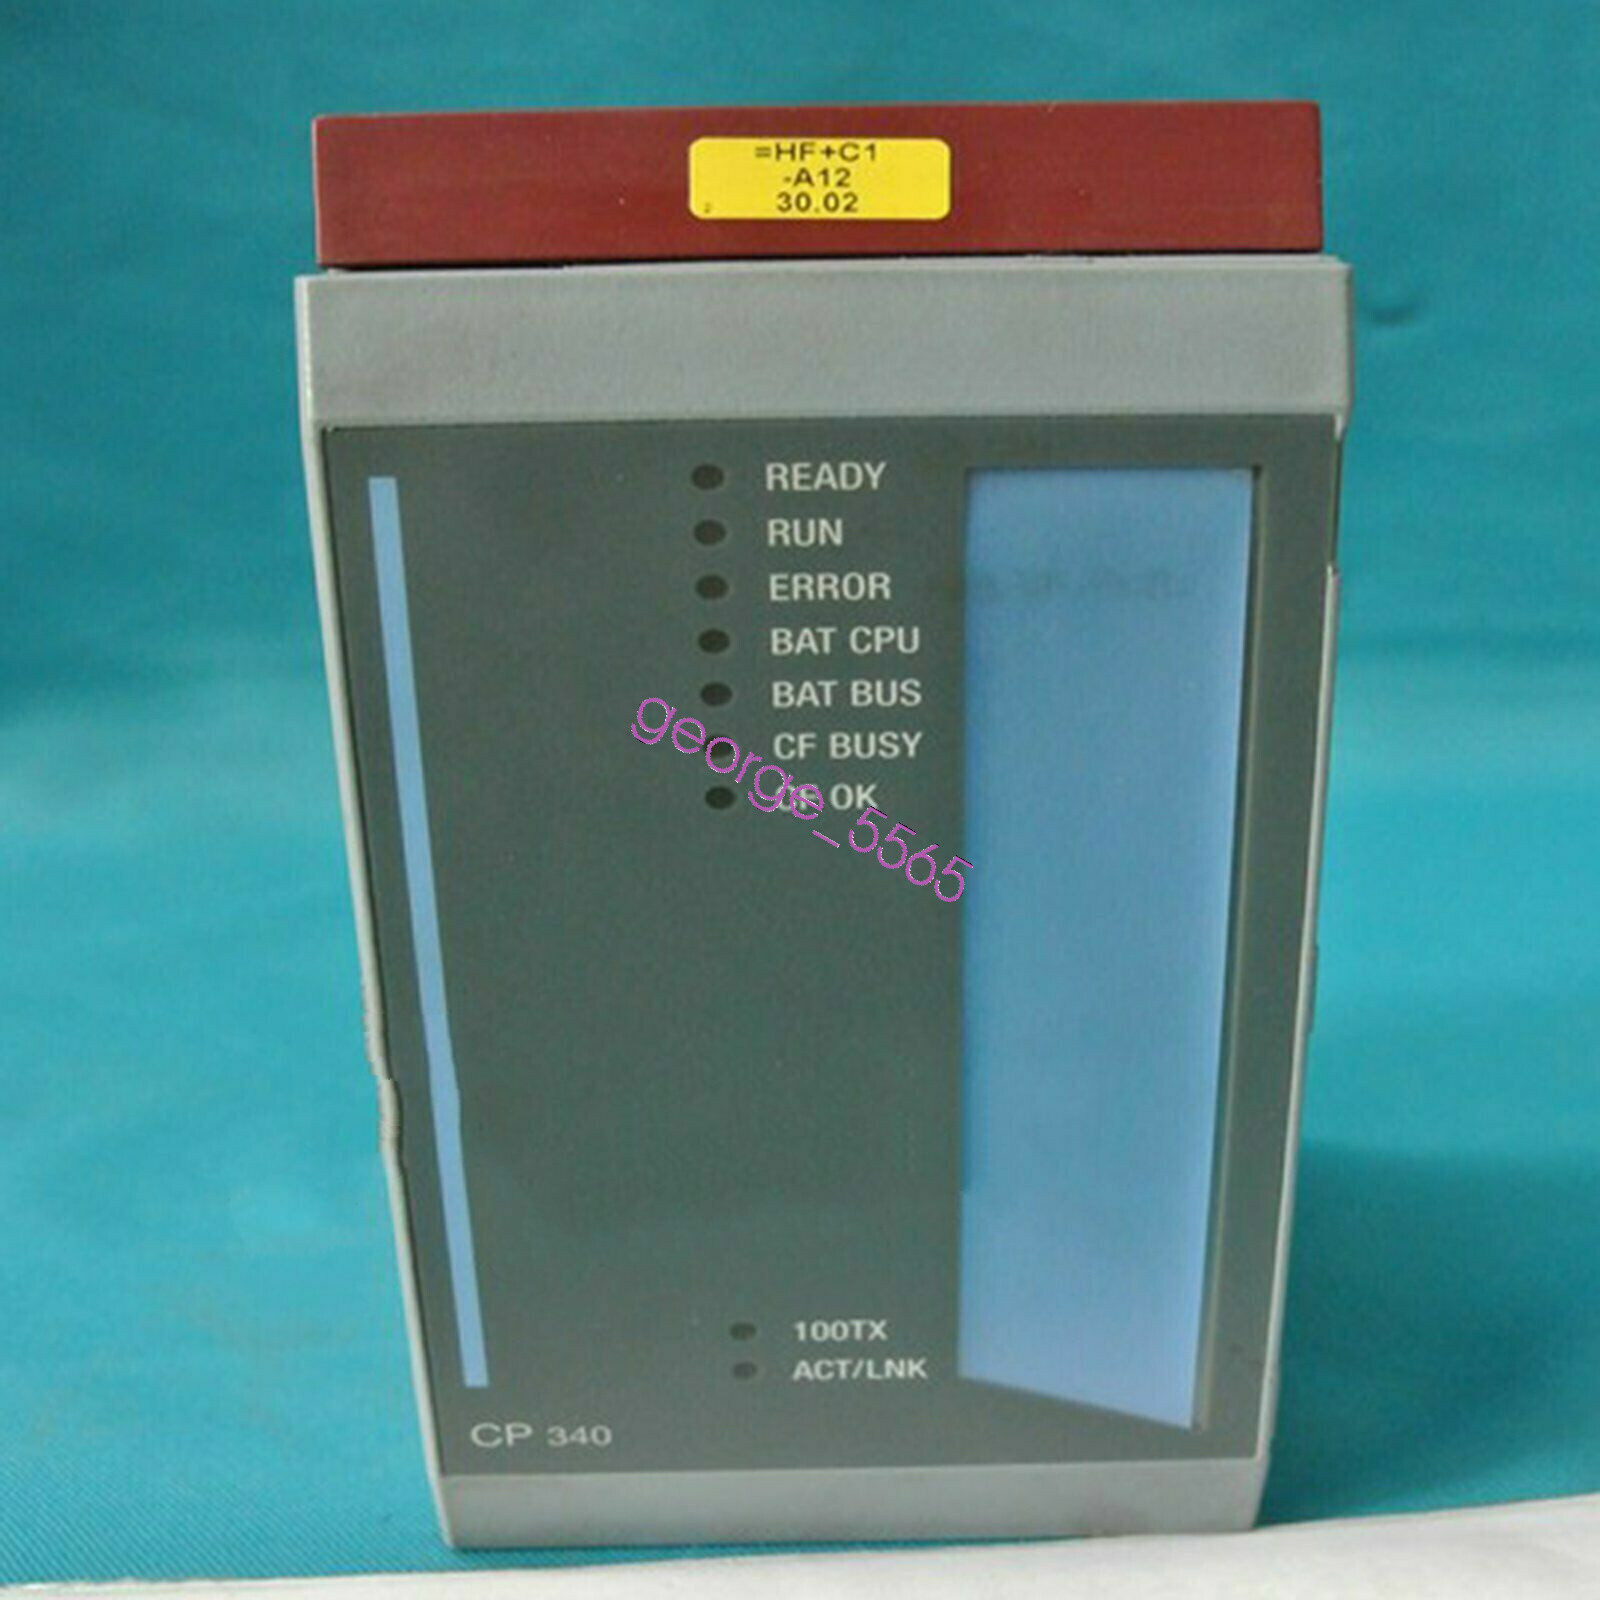 =HF+C1
-A12
30.02
READY
RUN
ERROR
BAT CPU
BAT BUS
CF BUSY
CF OK
george_5565
100TX
ACT/LNK
CP 340